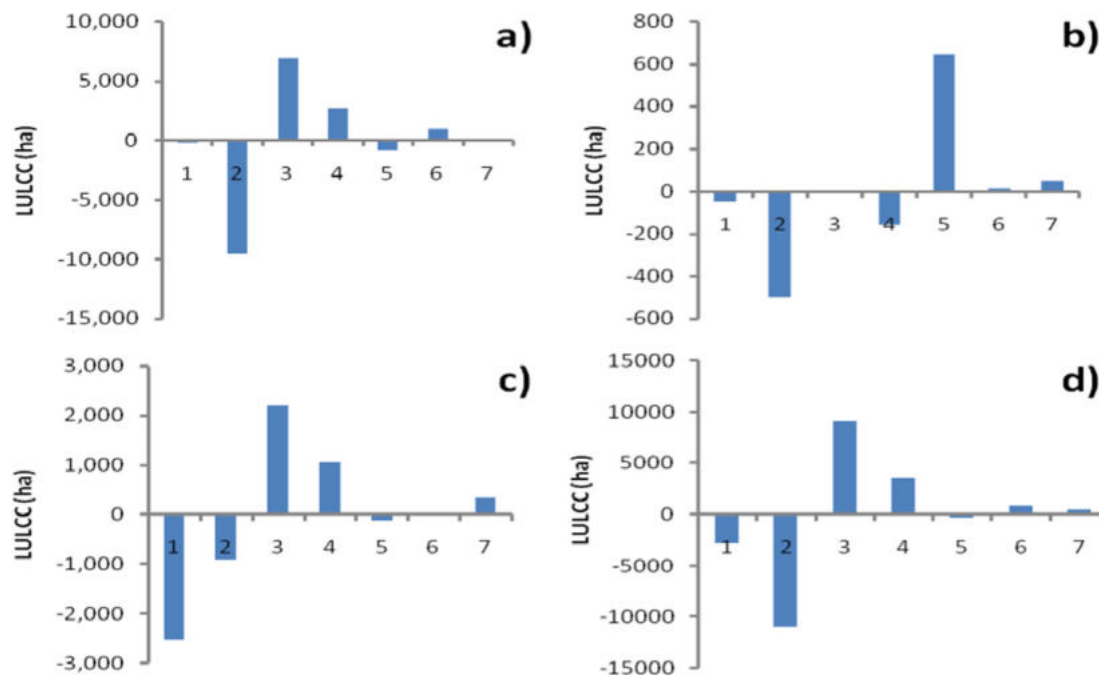 a)
LULCC (ha)
10,000
5,000
0
-5,000
-10,000
-15,000
1 2 3 4 5 6 7
b)
LULCC (ha)
800
600
400
200
0
-200
-400
-600
1 2 3 4 5 6 7
c)
LULCC (ha)
3,000
2,000
1,000
0
-1,000
-2,000
-3,000
1 2 3 4 5 6 7
d)
LULCC (ha)
15000
10000
5000
0
-5000
-10000
-15000
1 2 3 4 5 6 7